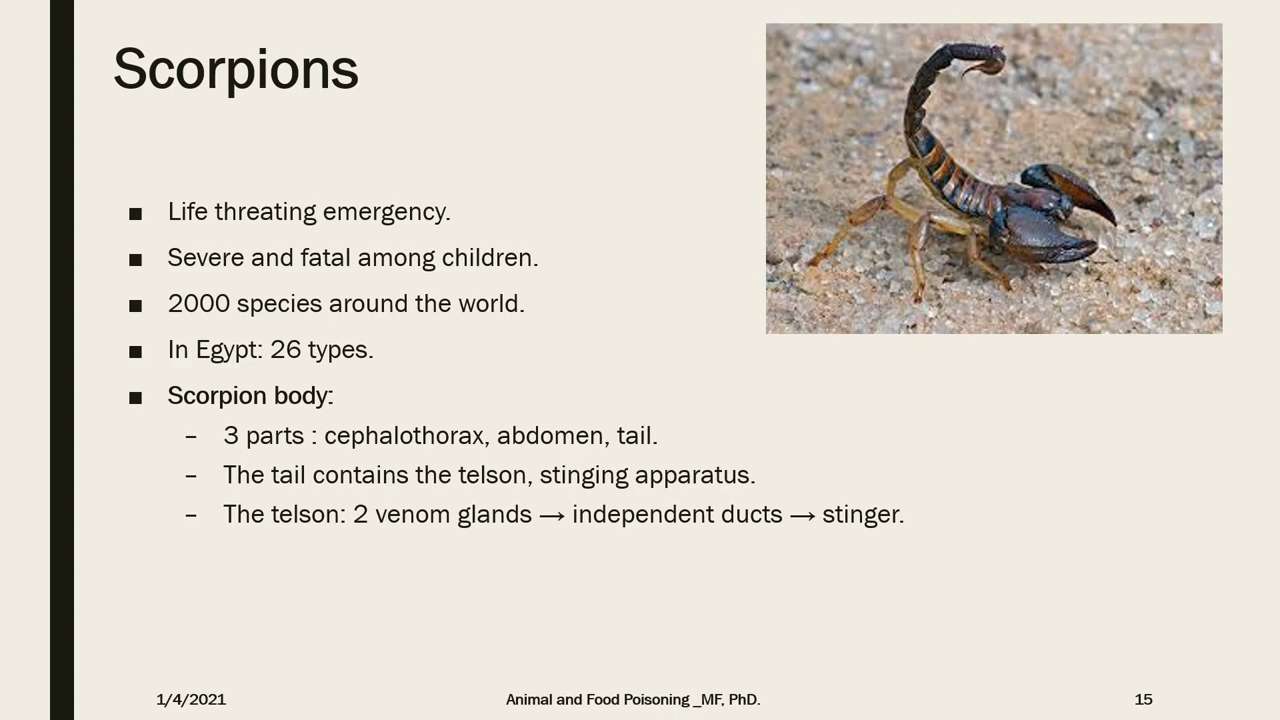 Scorpions
■ Life threating emergency.
■ Severe and fatal among children.
■ 2000 species around the world.
■ In Egypt: 26 types.
■ Scorpion body:
– 3 parts : cephalothorax, abdomen, tail.
– The tail contains the telson, stinging apparatus.
– The telson: 2 venom glands → independent ducts → stinger.
1/4/2021 Animal and Food Poisoning _MF, PhD. 15